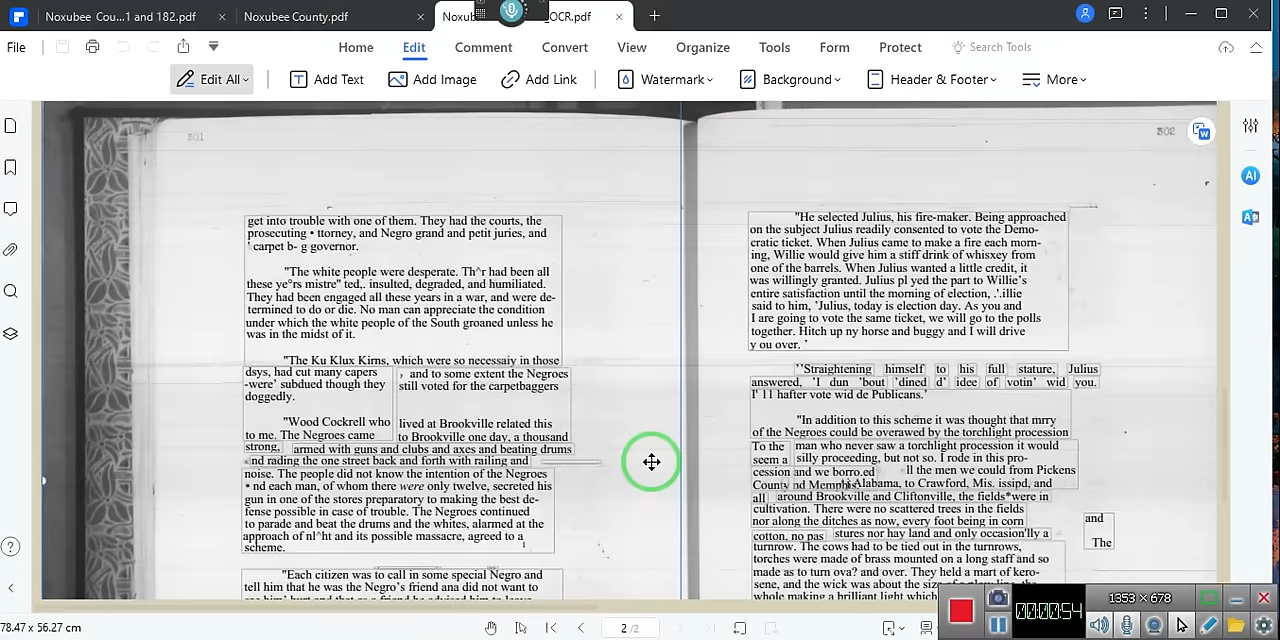 Noxubee Cou...1 and 182.pdf
Noxubee County.pdf
Noxub
_OCR.pdf
File
Home
Edit
Comment
Convert
View
Organize
Tools
Form
Protect
Search Tools
Edit All
Add Text
Add Image
Add Link
Watermark
Background
Header & Footer
More
301
get into trouble with one of them. They had the courts, the
prosecuting • ttorney, and Negro grand and petit juries, and
' carpet b- g governor.
"The white people were desperate. Th^r had been all
these ye°rs mistre" ted,. insulted, degraded, and humiliated.
They had been engaged all these years in a war, and were de-
termined to do or die. No man can appreciate the condition
under which the white people of the South groaned unless he
was in the midst of it.
"The Ku Klux Kirns, which were so necessaiy in those
dsys, had cut many capers , and to some extent the Negroes
-were' subdued though they still voted for the carpetbaggers
doggedly.
"Wood Cockrell who lived at Brookville related this
to me. The Negroes came to Brookville one day, a thousand
strong, armed with guns and clubs and axes and beating drums
nd rading the one street back and forth with railing and
noise. The people did not know the intention of the Negroes
• nd each man, of whom there were only twelve, secreted his
gun in one of the stores preparatory to making the best de-
fense possible in case of trouble. The Negroes continued
to parade and beat the drums and the whites, alarmed at the
approach of nl^ht and its possible massacre, agreed to a
scheme.
"Each citizen was to call in some special Negro and
tell him that he was the Negro's friend ana did not want to
302
"He selected Julius, his fire-maker. Being approached
on the subject Julius readily consented to vote the Demo-
cratic ticket. When Julius came to make a fire each morn-
ing, Willie would give him a stiff drink of whiskey from
one of the barrels. When Julius wanted a little credit, it
was willingly granted. Julius pl yed the part to Willie's
entire satisfaction until the morning of election, .'.illie
said to him, 'Julius, today is election day. As you and
I are going to vote the same ticket, we will go to the polls
together. Hitch up ny horse and buggy and I will drive
y ou over. '
''Straightening himself to his full stature, Julius
answered, 'I dun 'bout 'dined d' idee of votin' wid you.
I' 11 hafter vote wid de Publicans.'
"In addition to this scheme it was thought that mrry
of the Negroes could be overawed by the torchlight procession
To the man who never saw a torchlight procession it would
seem a silly proceeding, but not so. I rode in this pro-
cession and we borro.ed ll the men we could from Pickens
County nd Memphis Alabama, to Crawford, Mis. issipd, and
all around Brookville and Cliftonville, the fields*were in
cultivation. There were no scattered trees in the fields
nor along the ditches as now, every foot being in corn and
cotton, no pas stures nor hay land and only occasion'lly a
The
turnrow. The cows had to be tied out in the turnrows,
torches were made of brass mounted on a long staff and so
made as to turn ova? and over. They held a mart of kero-
sene, and the wick was about the size of
whole making a brilliant light which
78.47 x 56.27 cm
2 /2
00:00:54
1353 × 678
AI
W